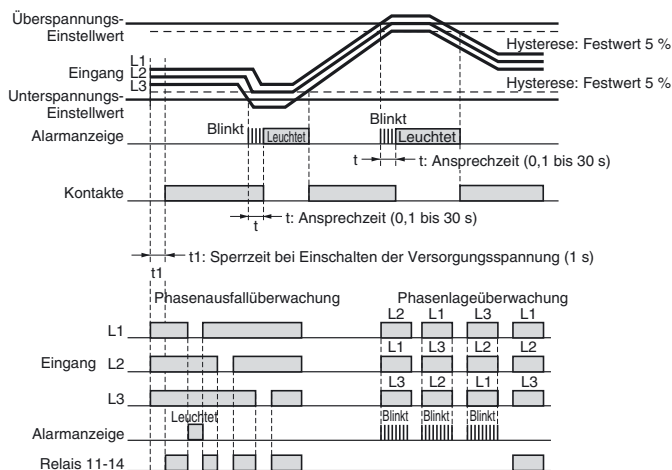 Überspannungs-
Einstellwert
Hysterese: Festwert 5 %
L1
Eingang L2
L3
Hysterese: Festwert 5 %
Unterspannungs-
Einstellwert
Blinkt
Blinkt
Alarmanzeige
Leuchtet
Leuchtet
t
t: Ansprechzeit (0,1 bis 30 s)
Kontakte
t: Ansprechzeit (0,1 bis 30 s)
t
t1: Sperrzeit bei Einschalten der Versorgungsspannung (1 s)
t1
Phasenausfallüberwachung
Phasenlageüberwachung
L2 L1 L3 L1
L1
L1 L3 L2 L2
Eingang L2
L3 L2 L1 L3
L3
Leuchtet
Blinkt Blinkt Blinkt
Alarmanzeige
Relais 11-14